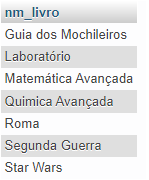 nm_livro
Guia dos Mochileiros
Laboratório
Matemática Avançada
Quimica Avançada
Roma
Segunda Guerra
Star Wars